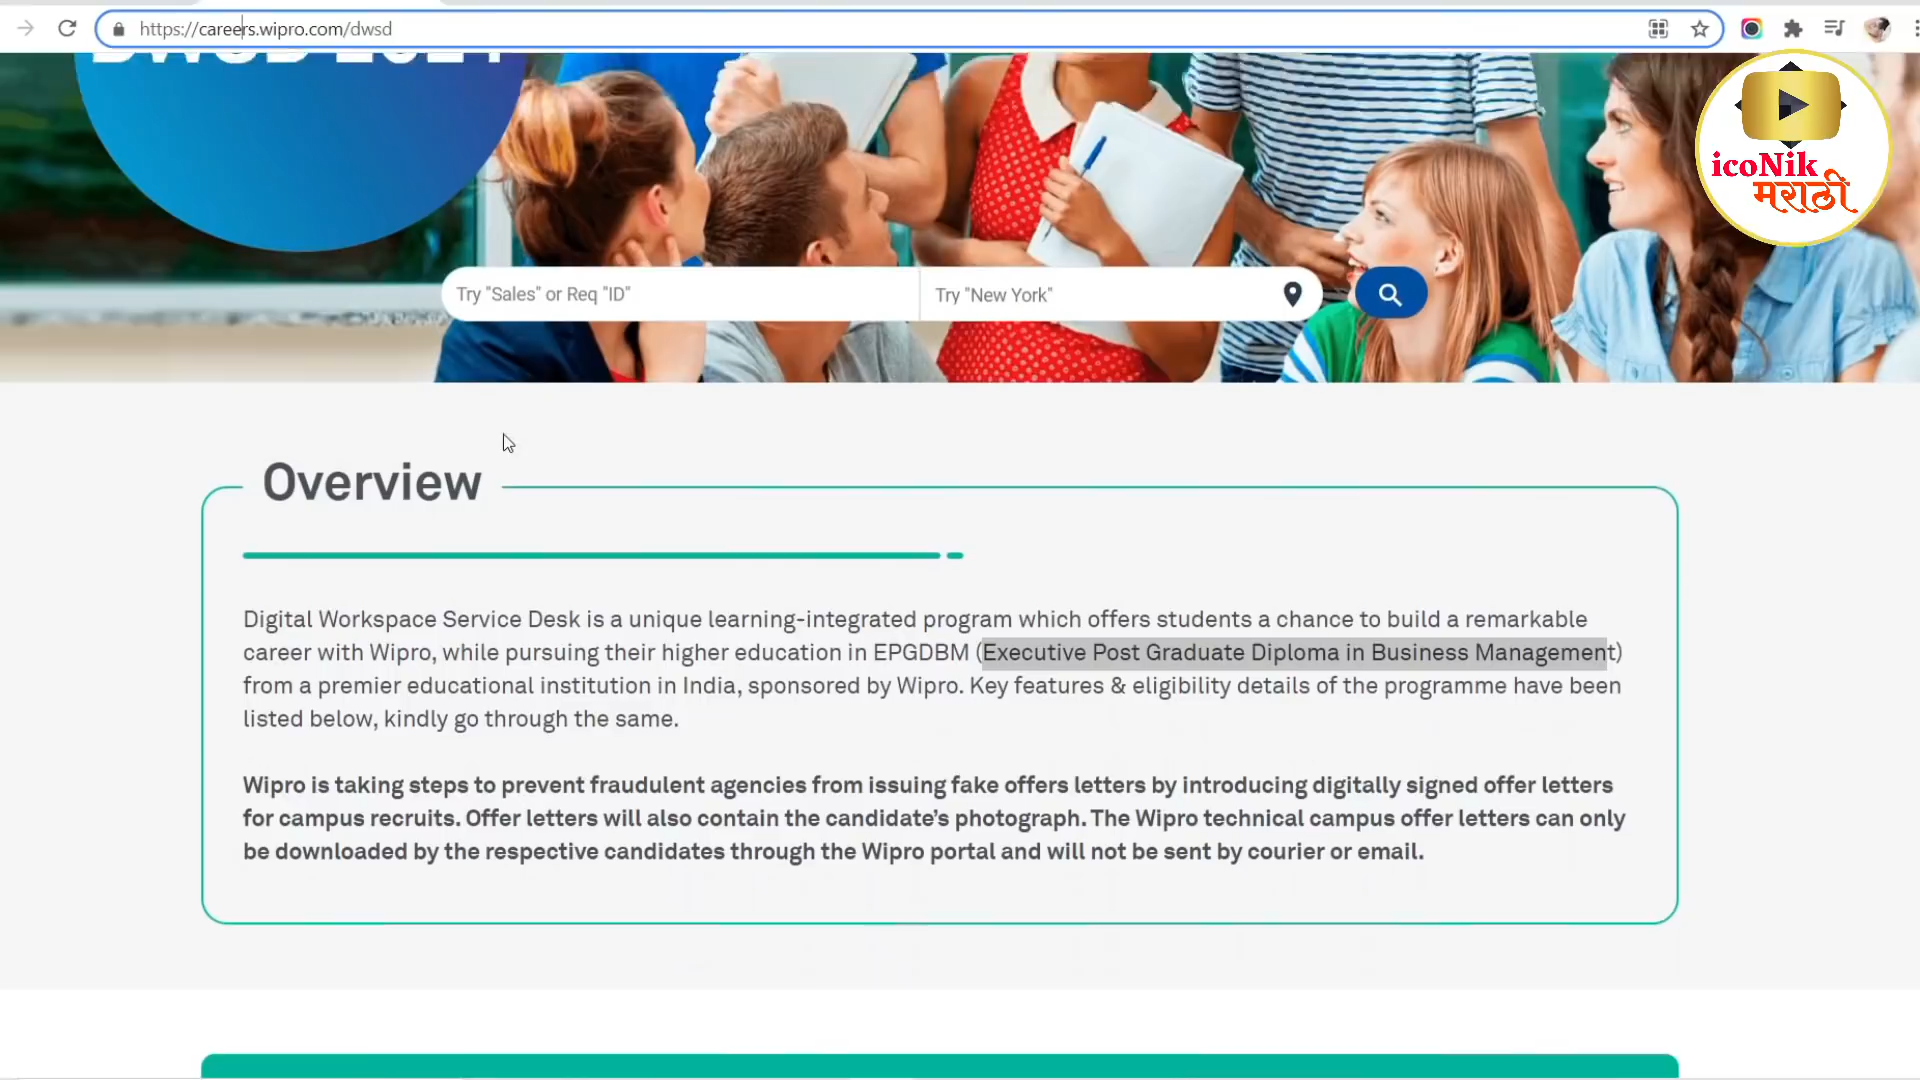 https://careers.wipro.com/dwsd
icoNik
मराठी
Try "Sales" or Req "ID"
Try "New York"
Overview
Digital Workspace Service Desk is a unique learning-integrated program which offers students a chance to build a remarkable
career with Wipro, while pursuing their higher education in EPGDBM (Executive Post Graduate Diploma in Business Management)
from a premier educational institution in India, sponsored by Wipro. Key features & eligibility details of the programme have been
listed below, kindly go through the same.
Wipro is taking steps to prevent fraudulent agencies from issuing fake offers letters by introducing digitally signed offer letters
for campus recruits. Offer letters will also contain the candidate's photograph. The Wipro technical campus offer letters can only
be downloaded by the respective candidates through the Wipro portal and will not be sent by courier or email.